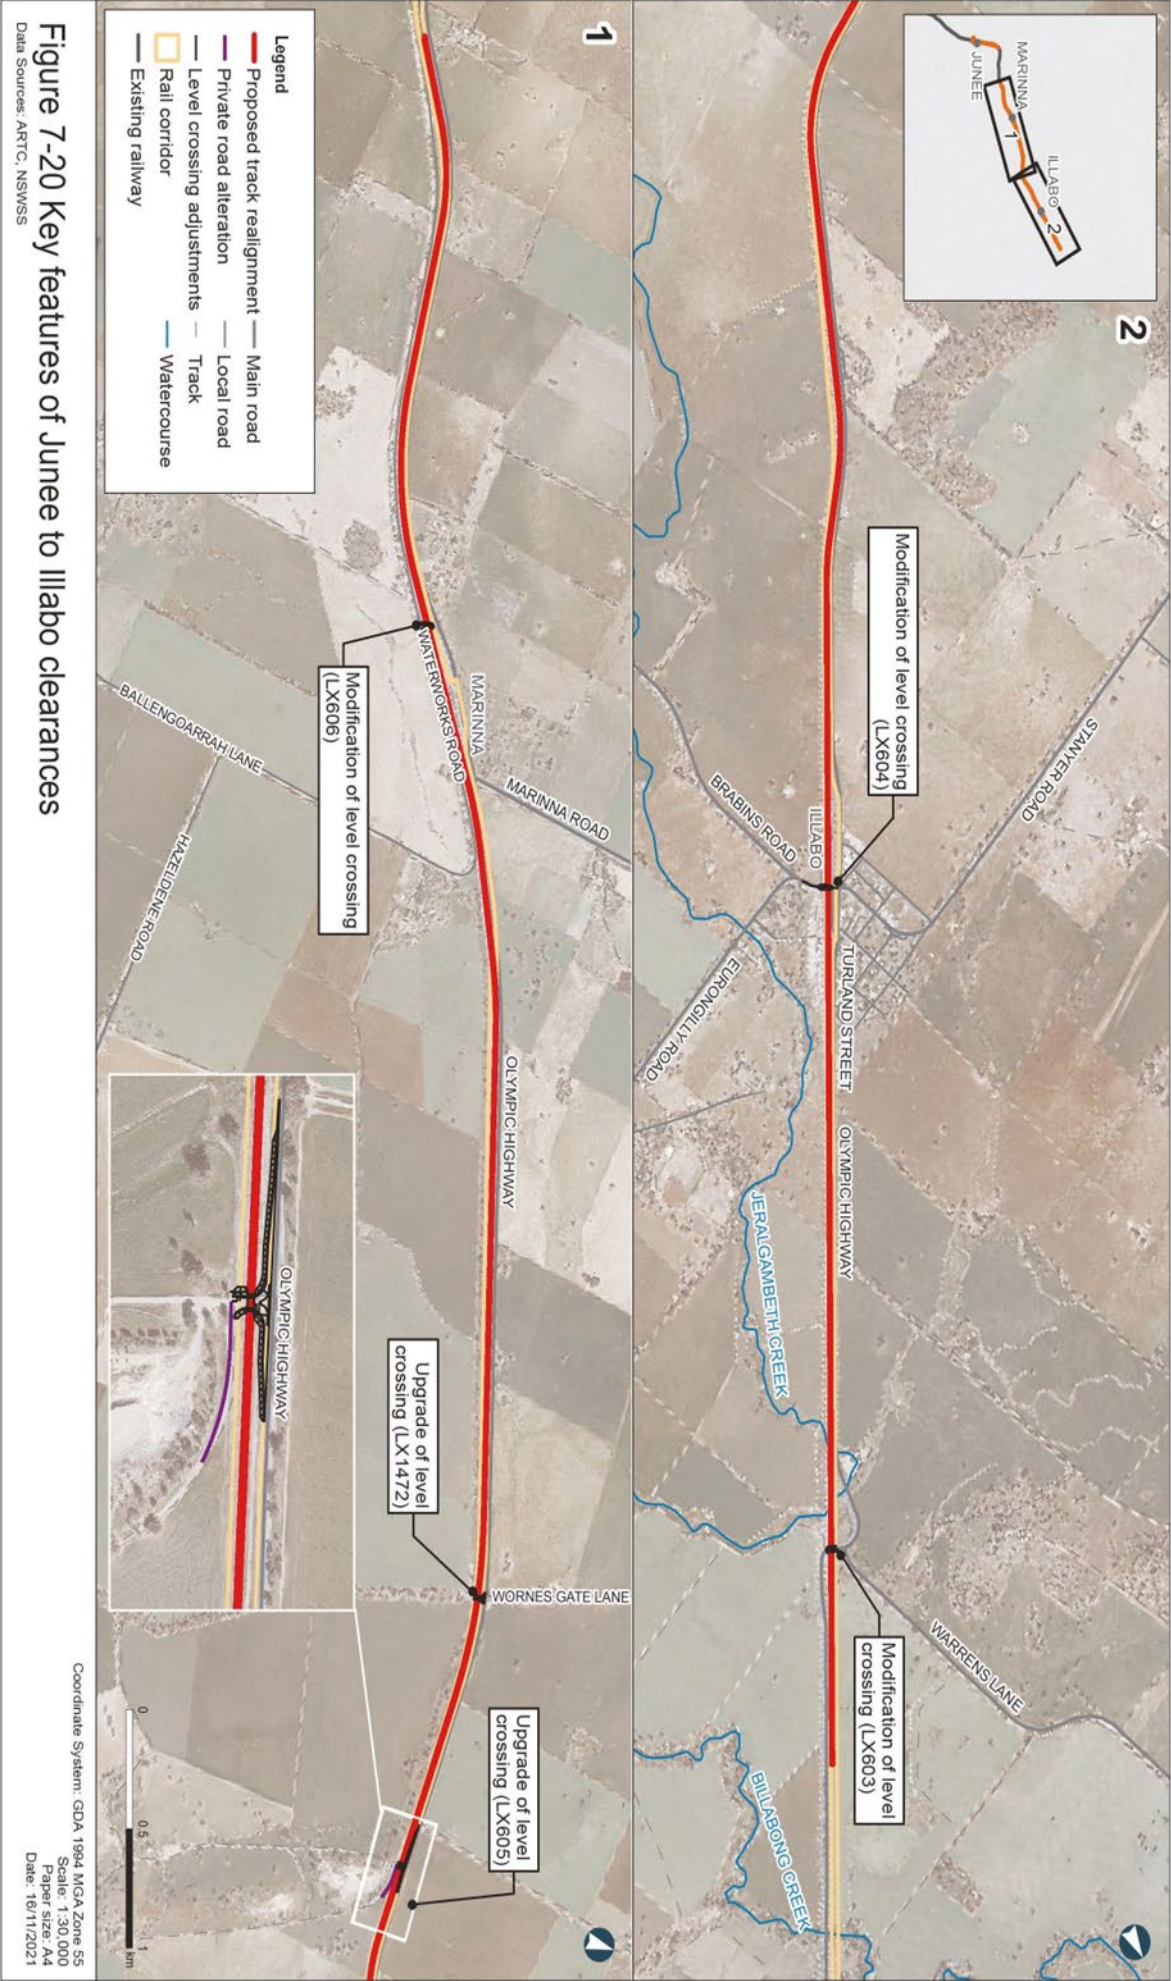 2
MARINNA
JUNEE
1
ILLABO
2
Modification of level crossing
(LX604)
STANYER ROAD
BRABINS ROAD
ILLABO
TURLAND STREET
EURONGILLY ROAD
OLYMPIC HIGHWAY
JERALGAMBETH CREEK
WARRENS LANE
Modification of level
crossing (LX603)
BILLABONG CREEK
1
Legend
Proposed track realignment
Private road alteration
Level crossing adjustments
Rail corridor
Existing railway
Main road
Local road
Track
Watercourse
MARINNA
WATERWORKS ROAD
MARINNA ROAD
Modification of level crossing
(LX606)
BALLENGOARRAH LANE
HAZELDENE ROAD
OLYMPIC HIGHWAY
Upgrade of level
crossing (LX1472)
WORNES GATE LANE
Upgrade of level
crossing (LX605)
OLYMPIC HIGHWAY
0
0.5
1
km
Figure 7-20 Key features of Junee to Illabo clearances
Data Sources: ARTC, NSWSS
Coordinate System: GDA 1994 MGA Zone 55
Scale: 1:30,000
Paper size: A4
Date: 16/11/2021